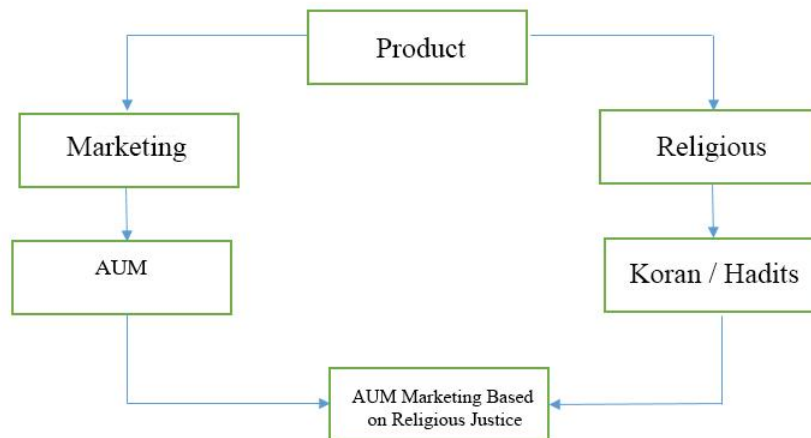 Product
Marketing
Religious
AUM
Koran / Hadits
AUM Marketing Based
on Religious Justice